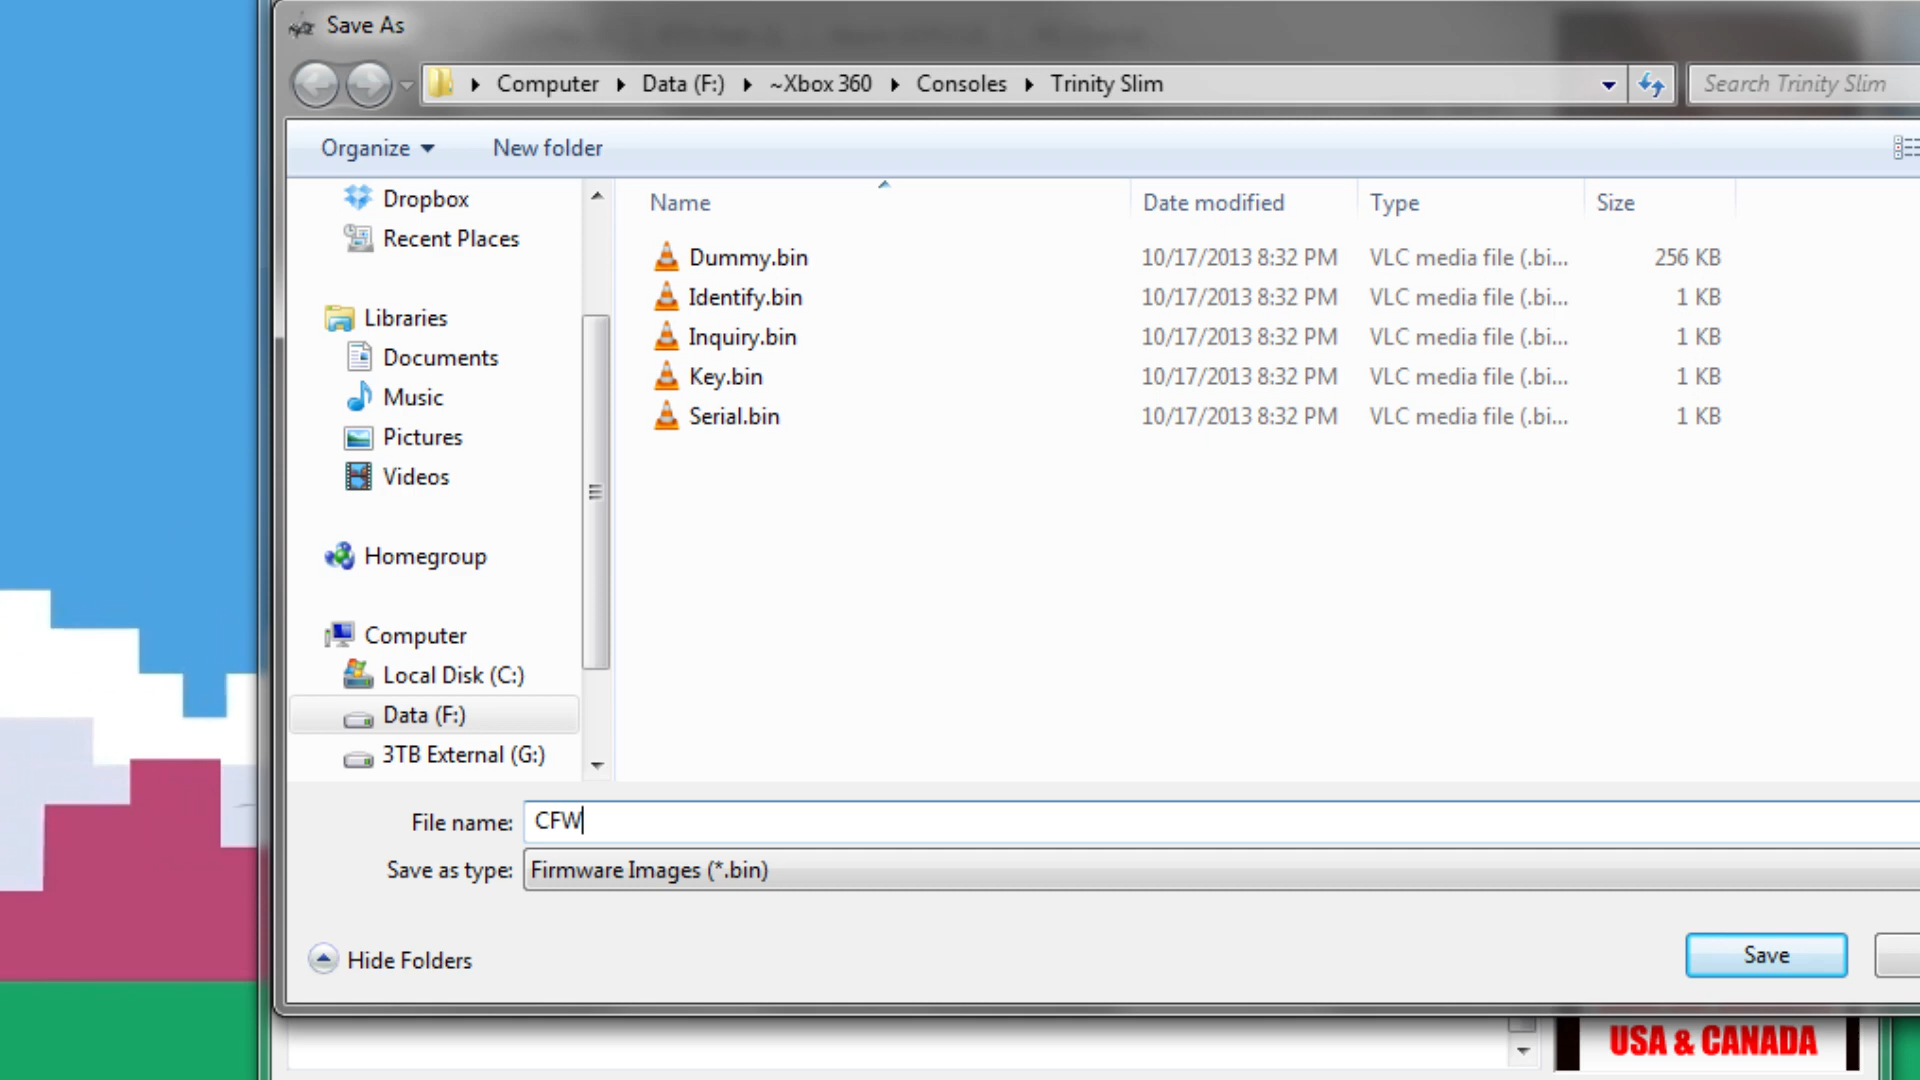 Save As
Computer Data (F:) ~Xbox 360 Consoles Trinity Slim Search Trinity Slim
Organize New folder
Dropbox
Recent Places
Libraries
Documents
Music
Pictures
Videos
Homegroup
Computer
Local Disk (C:)
Data (F:)
3TB External (G:)
Name Date modified Type Size
Dummy.bin 10/17/2013 8:32 PM VLC media file (.bi... 256 KB
Identify.bin 10/17/2013 8:32 PM VLC media file (.bi... 1 KB
Inquiry.bin 10/17/2013 8:32 PM VLC media file (.bi... 1 KB
Key.bin 10/17/2013 8:32 PM VLC media file (.bi... 1 KB
Serial.bin 10/17/2013 8:32 PM VLC media file (.bi... 1 KB
File name: CFW
Save as type: Firmware Images (*.bin)
Hide Folders Save
USA & CANADA